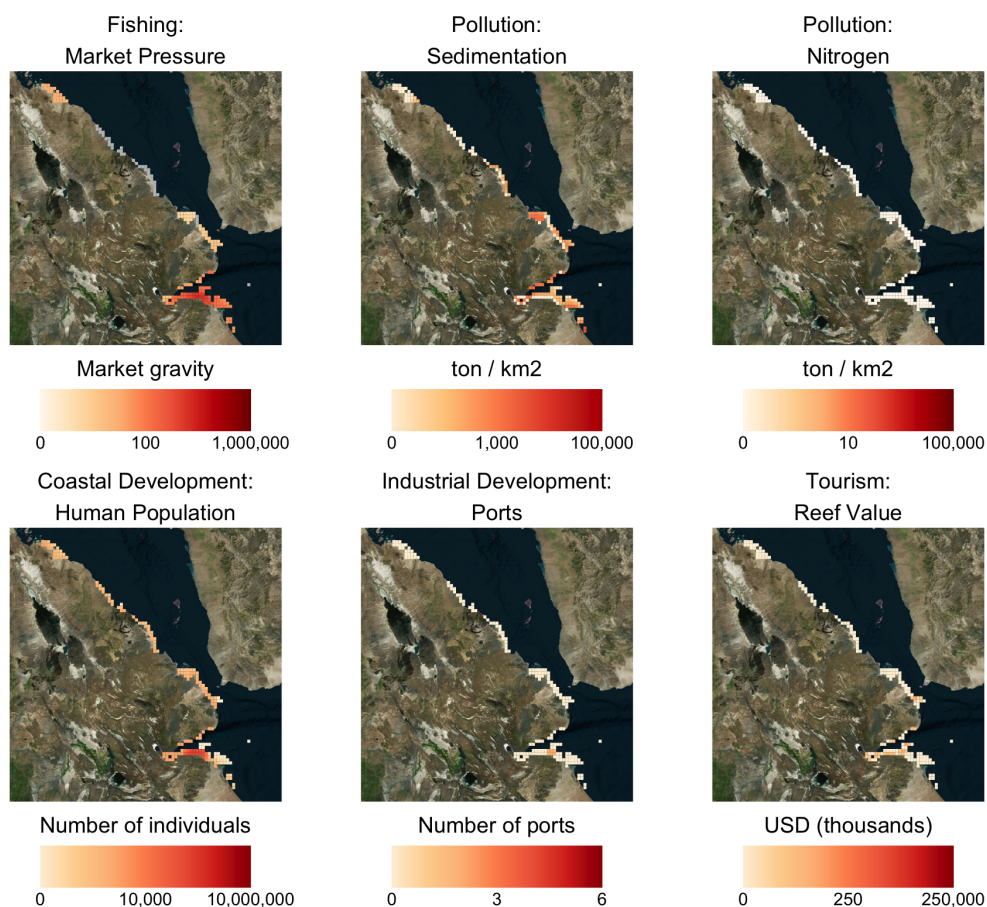 Fishing:
Market Pressure
Pollution:
Sedimentation
Pollution:
Nitrogen
Market gravity
0 100 1,000,000
ton / km2
0 1,000 100,000
ton / km2
0 10 100,000
Coastal Development:
Human Population
Industrial Development:
Ports
Tourism:
Reef Value
Number of individuals
0 10,000 10,000,000
Number of ports
0 3 6
USD (thousands)
0 250 250,000